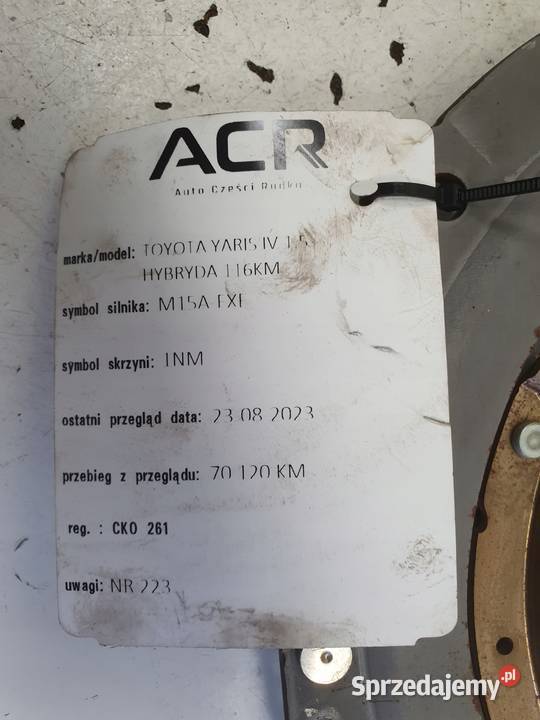 ACR
Auto Części Rudka
marka/model: TOYOTA YARIS IV 1.5
HYBRYDA 116KM
symbol silnika: M15A FXE
symbol skrzyni: 1NM
ostatni przegląd data: 23.08.2023
przebieg z przeglądu: 70 120 KM
reg. : CKO 261
uwagi: NR 223
Sprzedajemy.pl